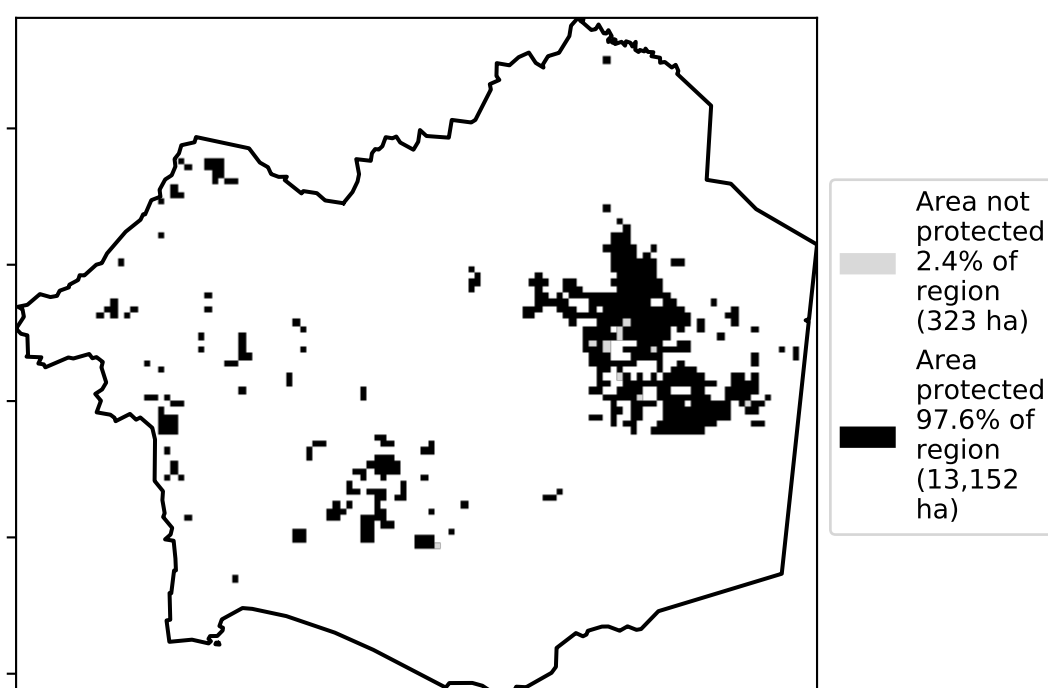 Area not
protected
2.4% of
region
(323 ha)
Area
protected
97.6% of
region
(13,152
ha)